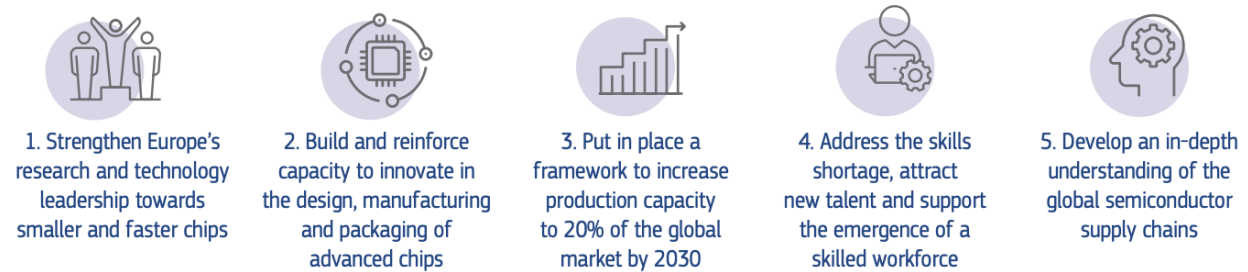 1. Strengthen Europe's
research and technology
leadership towards
smaller and faster chips
2. Build and reinforce
capacity to innovate in
the design, manufacturing
and packaging of
advanced chips
3. Put in place a
framework to increase
production capacity
to 20% of the global
market by 2030
4. Address the skills
shortage, attract
new talent and support
the emergence of a
skilled workforce
5. Develop an in-depth
understanding of the
global semiconductor
supply chains